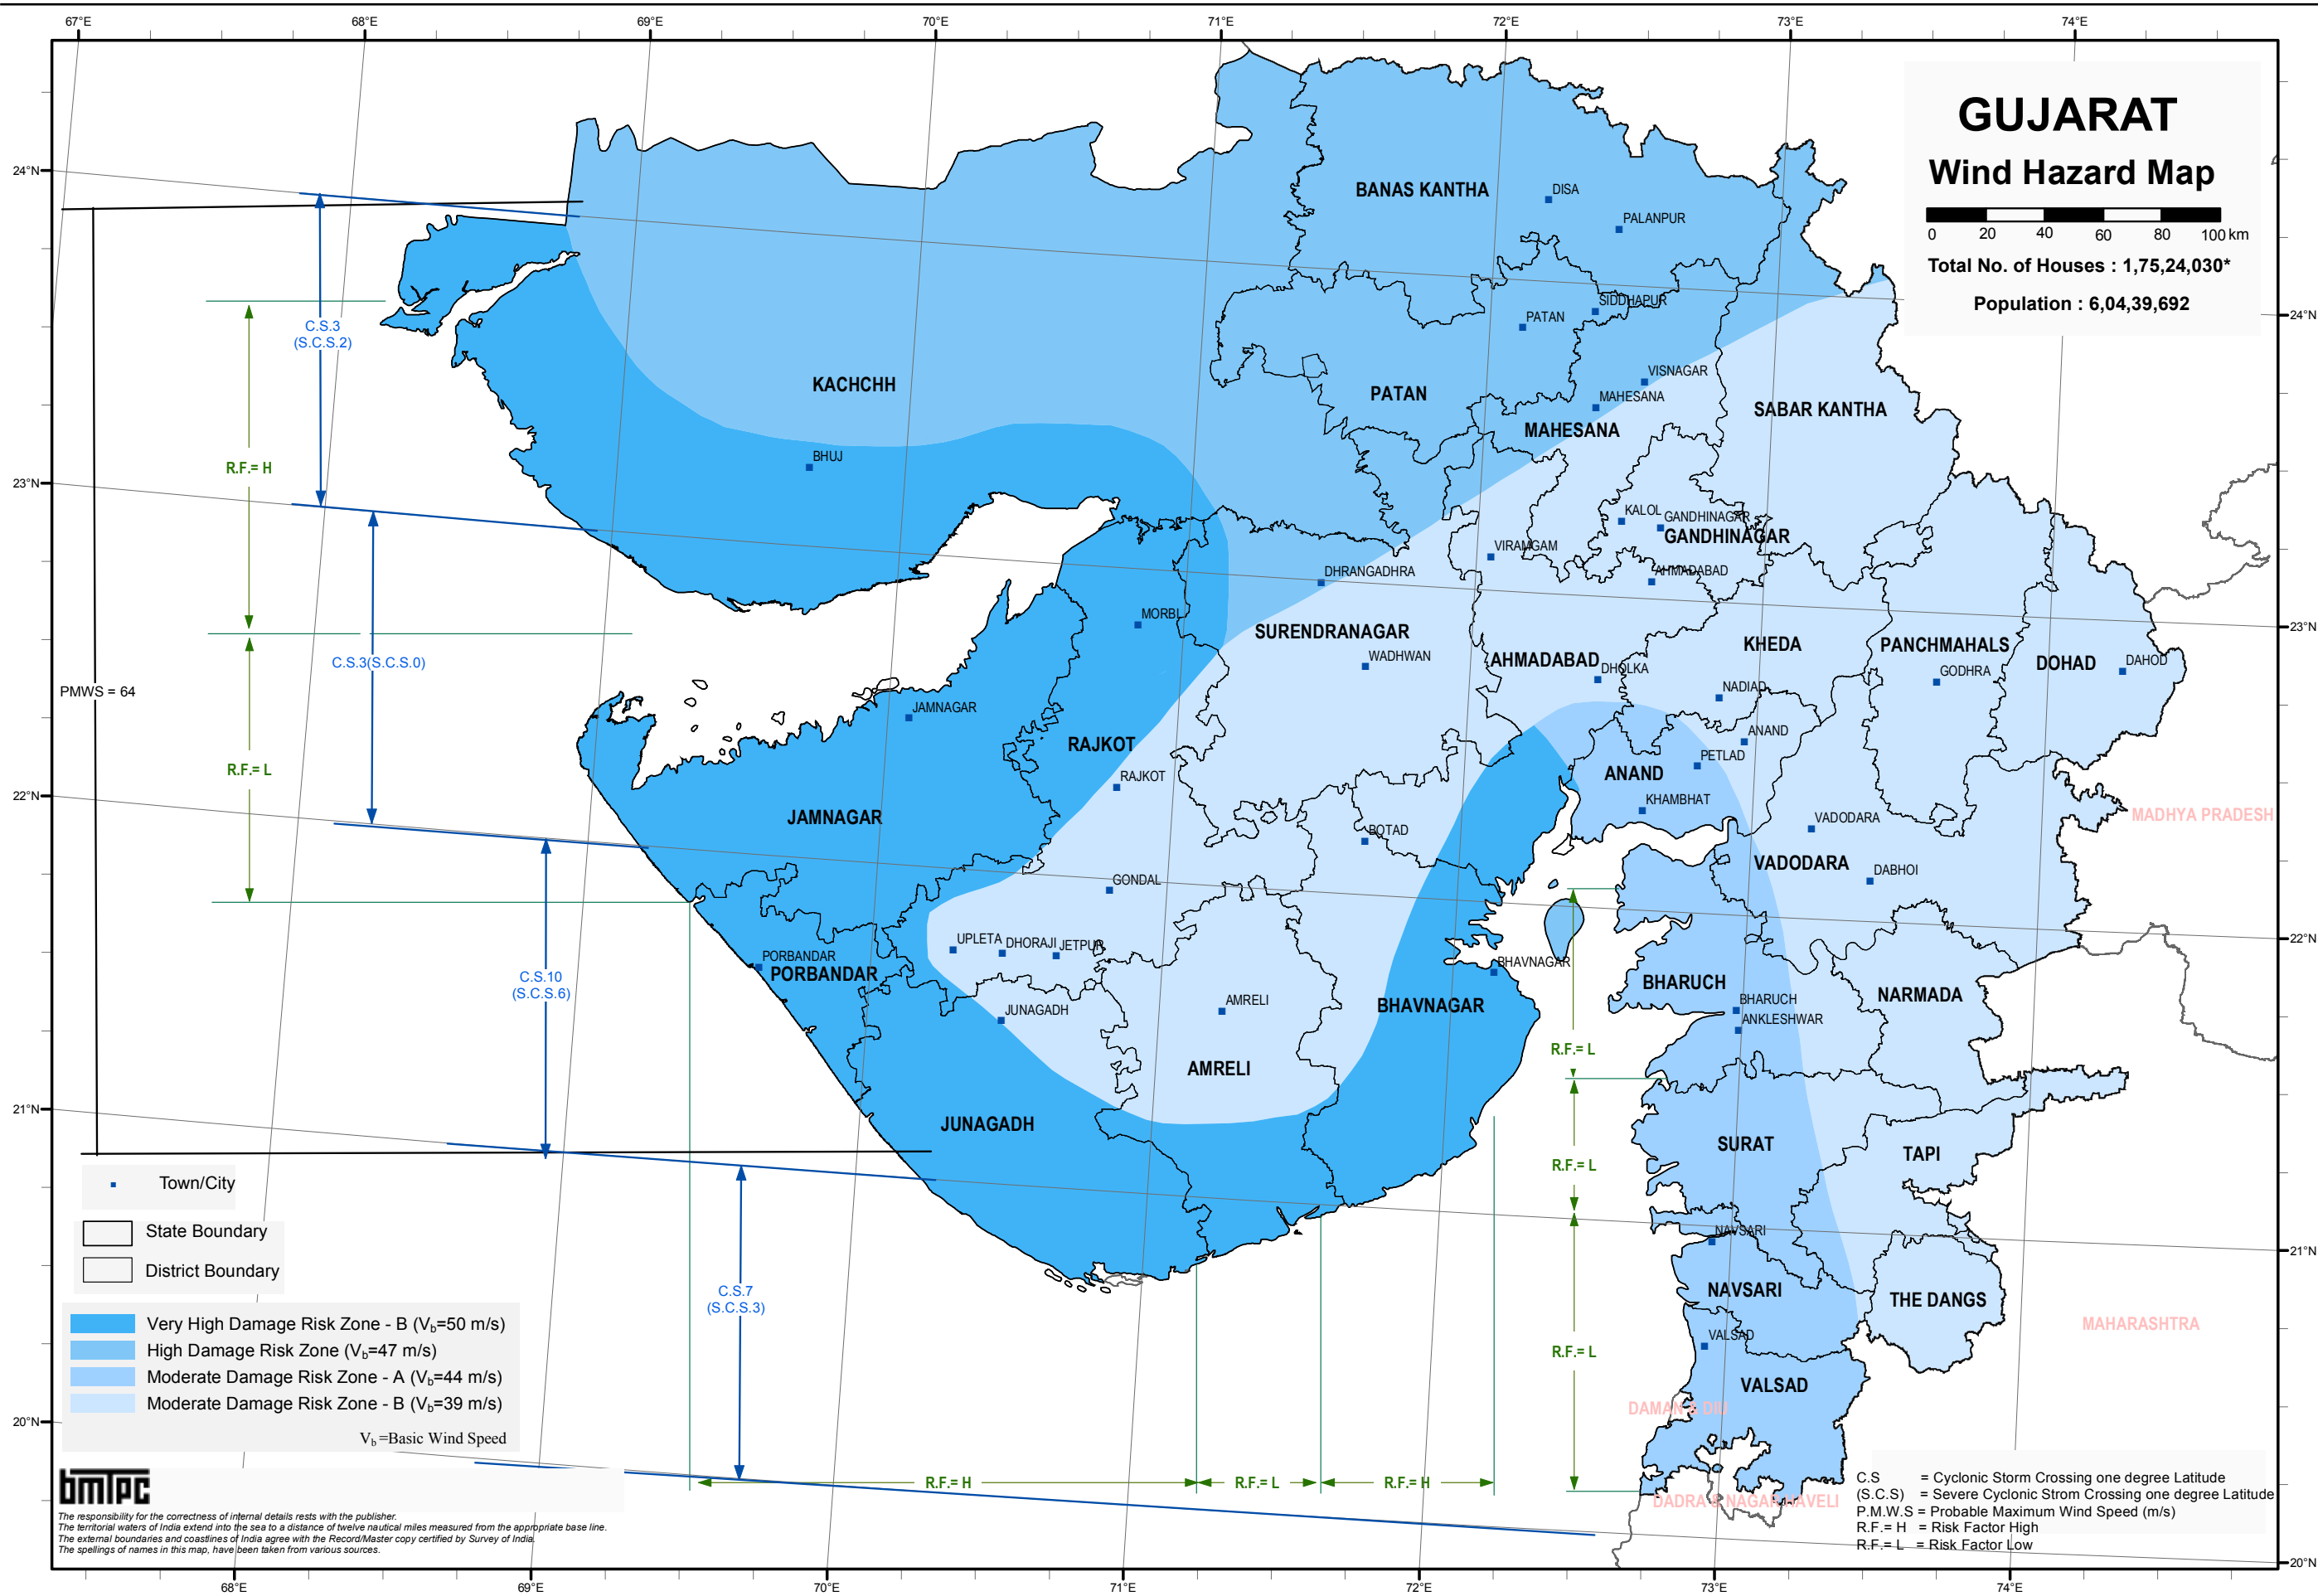 67°E
68°E
69°E
70°E
71°E
72°E
73°E
74°E
GUJARAT
Wind Hazard Map
0 20 40 60 80 100 km
Total No. of Houses : 1,75,24,030*
Population : 6,04,39,692
24°N
23°N
22°N
21°N
20°N
24°N
23°N
22°N
21°N
20°N
C.S.3
(S.C.S.2)
R.F.= H
C.S.3(S.C.S.0)
PMWS = 64
R.F.= L
C.S.10
(S.C.S.6)
C.S.7
(S.C.S.3)
BANAS KANTHA
DISA
PALANPUR
SIDDHAPUR
PATAN
KACHCHH
PATAN
VISNAGAR
MAHESANA
MAHESANA
SABAR KANTHA
BHUJ
KALOL
GANDHINAGAR
GANDHINAGAR
VIRAMGAM
AHMADABAD
DHRANGADHRA
MORBI
SURENDRANAGAR
WADHWAN
AHMADABAD
DHOLKA
KHEDA
NADIAD
PANCHMAHALS
GODHRA
DOHAD
DAHOD
JAMNAGAR
RAJKOT
RAJKOT
ANAND
ANAND
PETLAD
KHAMBHAT
JAMNAGAR
BOTAD
VADODARA
VADODARA
DABHOI
MADHYA PRADESH
GONDAL
UPLETA
DHORAJI
JETPUR
PORBANDAR
PORBANDAR
JUNAGADH
AMRELI
AMRELI
BHAVNAGAR
BHAVNAGAR
BHARUCH
BHARUCH
ANKLESHWAR
NARMADA
R.F.= L
JUNAGADH
SURAT
TAPI
R.F.= L
NAVSARI
NAVSARI
THE DANGS
MAHARASHTRA
VALSAD
R.F.= L
VALSAD
DAMAN & DIU
DADRA & NAGAR HAVELI
R.F.= H
R.F.= L
R.F.= H
Town/City
State Boundary
District Boundary
Very High Damage Risk Zone - B (Vb=50 m/s)
High Damage Risk Zone (Vb=47 m/s)
Moderate Damage Risk Zone - A (Vb=44 m/s)
Moderate Damage Risk Zone - B (Vb=39 m/s)
Vb =Basic Wind Speed
bmTPC
The responsibility for the correctness of internal details rests with the publisher.
The territorial waters of India extend into the sea to a distance of twelve nautical miles measured from the appropriate base line.
The external boundaries and coastlines of India agree with the Record/Master copy certified by Survey of India.
The spellings of names in this map, have been taken from various sources.
C.S = Cyclonic Storm Crossing one degree Latitude
(S.C.S) = Severe Cyclonic Strom Crossing one degree Latitude
P.M.W.S = Probable Maximum Wind Speed (m/s)
R.F.= H = Risk Factor High
R.F.= L = Risk Factor Low
68°E
69°E
70°E
71°E
72°E
73°E
74°E